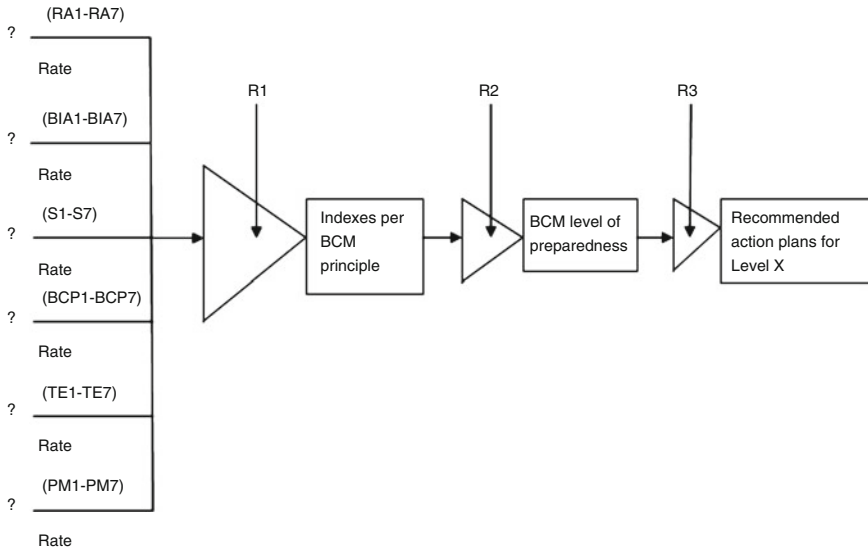 (RA1-RA7)
?
Rate
(BIA1-BIA7)
?
Rate
(S1-S7)
?
Rate
(BCP1-BCP7)
?
Rate
(TE1-TE7)
?
Rate
(PM1-PM7)
?
Rate
R1
Indexes per
BCM
principle
R2
BCM level of
preparedness
R3
Recommended
action plans for
Level X